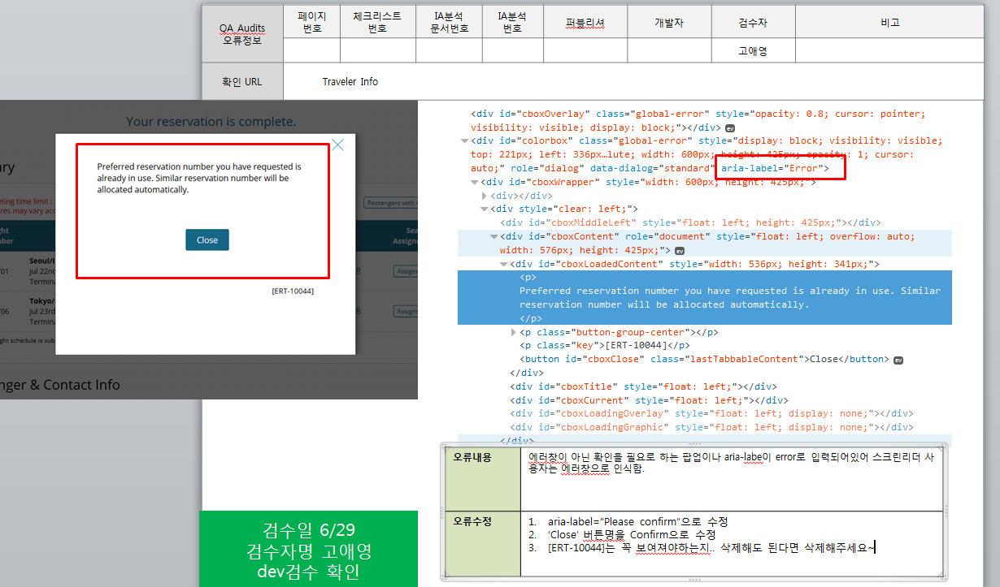 QA_Audits
오류정보
페이지
번호
체크리스트
번호
IA분석
문서번호
IA분석
번호
퍼블리셔
개발자
검수자
비고
고애영
확인 URL
Traveler Info
Your reservation is complete.
Preferred reservation number you have requested is
already in use. Similar reservation number will be
allocated automatically.
Close
[ERT-10044]
ary
eting time limit :
res may vary acc
Passengers with A
ght
mber
Sea
Assignm
/01
Seoul/I
Jul 22nd
Termina
Assign
/06
Tokyo/
Jul 23rd
Termina
Assign
ght schedule is sub
nger & Contact Info
<div id="cboxOverlay" class="global-error" style="opacity: 0.8; cursor: pointer;
visibility: visible; display: block;"></div> ev
<div id="colorbox" class="global-error" style="display: block; visibility: visible;
top: 221px; left: 336px…lute; width: 600px; height: 425px; opacity: 1; cursor:
auto;" role="dialog" data-dialog="standard" aria-label="Error">
<div id="cboxWrapper" style="width: 600px; height: 425px;">
<div></div>
<div style="clear: left;">
<div id="cboxMiddleLeft" style="float: left; height: 425px;"></div>
<div id="cboxContent" role="document" style="float: left; overflow: auto;
width: 576px; height: 425px;"> ev
<div id="cboxLoadedContent" style="width: 536px; height: 341px;">
<p>
Preferred reservation number you have requested is already in use. Similar
reservation number will be allocated automatically.
</p>
<p class="button-group-center"></p>
<p class="key">[ERT-10044]</p>
<button id="cboxClose" class="lastTabbableContent">Close</button> ev
</div>
<div id="cboxTitle" style="float: left;"></div>
<div id="cboxCurrent" style="float: left;"></div>
<div id="cboxLoadingOverlay" style="float: left; display: none;"></div>
<div id="cboxLoadingGraphic" style="float: left; display: none;"></div>
</div>
오류내용
에러창이 아닌 확인을 필요로 하는 팝업이나 aria-labe이 error로 입력되어있어 스크린리더 사
용자는 에러창으로 인식함.
오류수정
1. aria-label="Please confirm"으로 수정
2. 'Close' 버튼명을 Confirm으로 수정
3. [ERT-10044]는 꼭 보여져야하는지.. 삭제해도 된다면 삭제해주세요~
검수일 6/29
검수자명 고애영
dev검수 확인